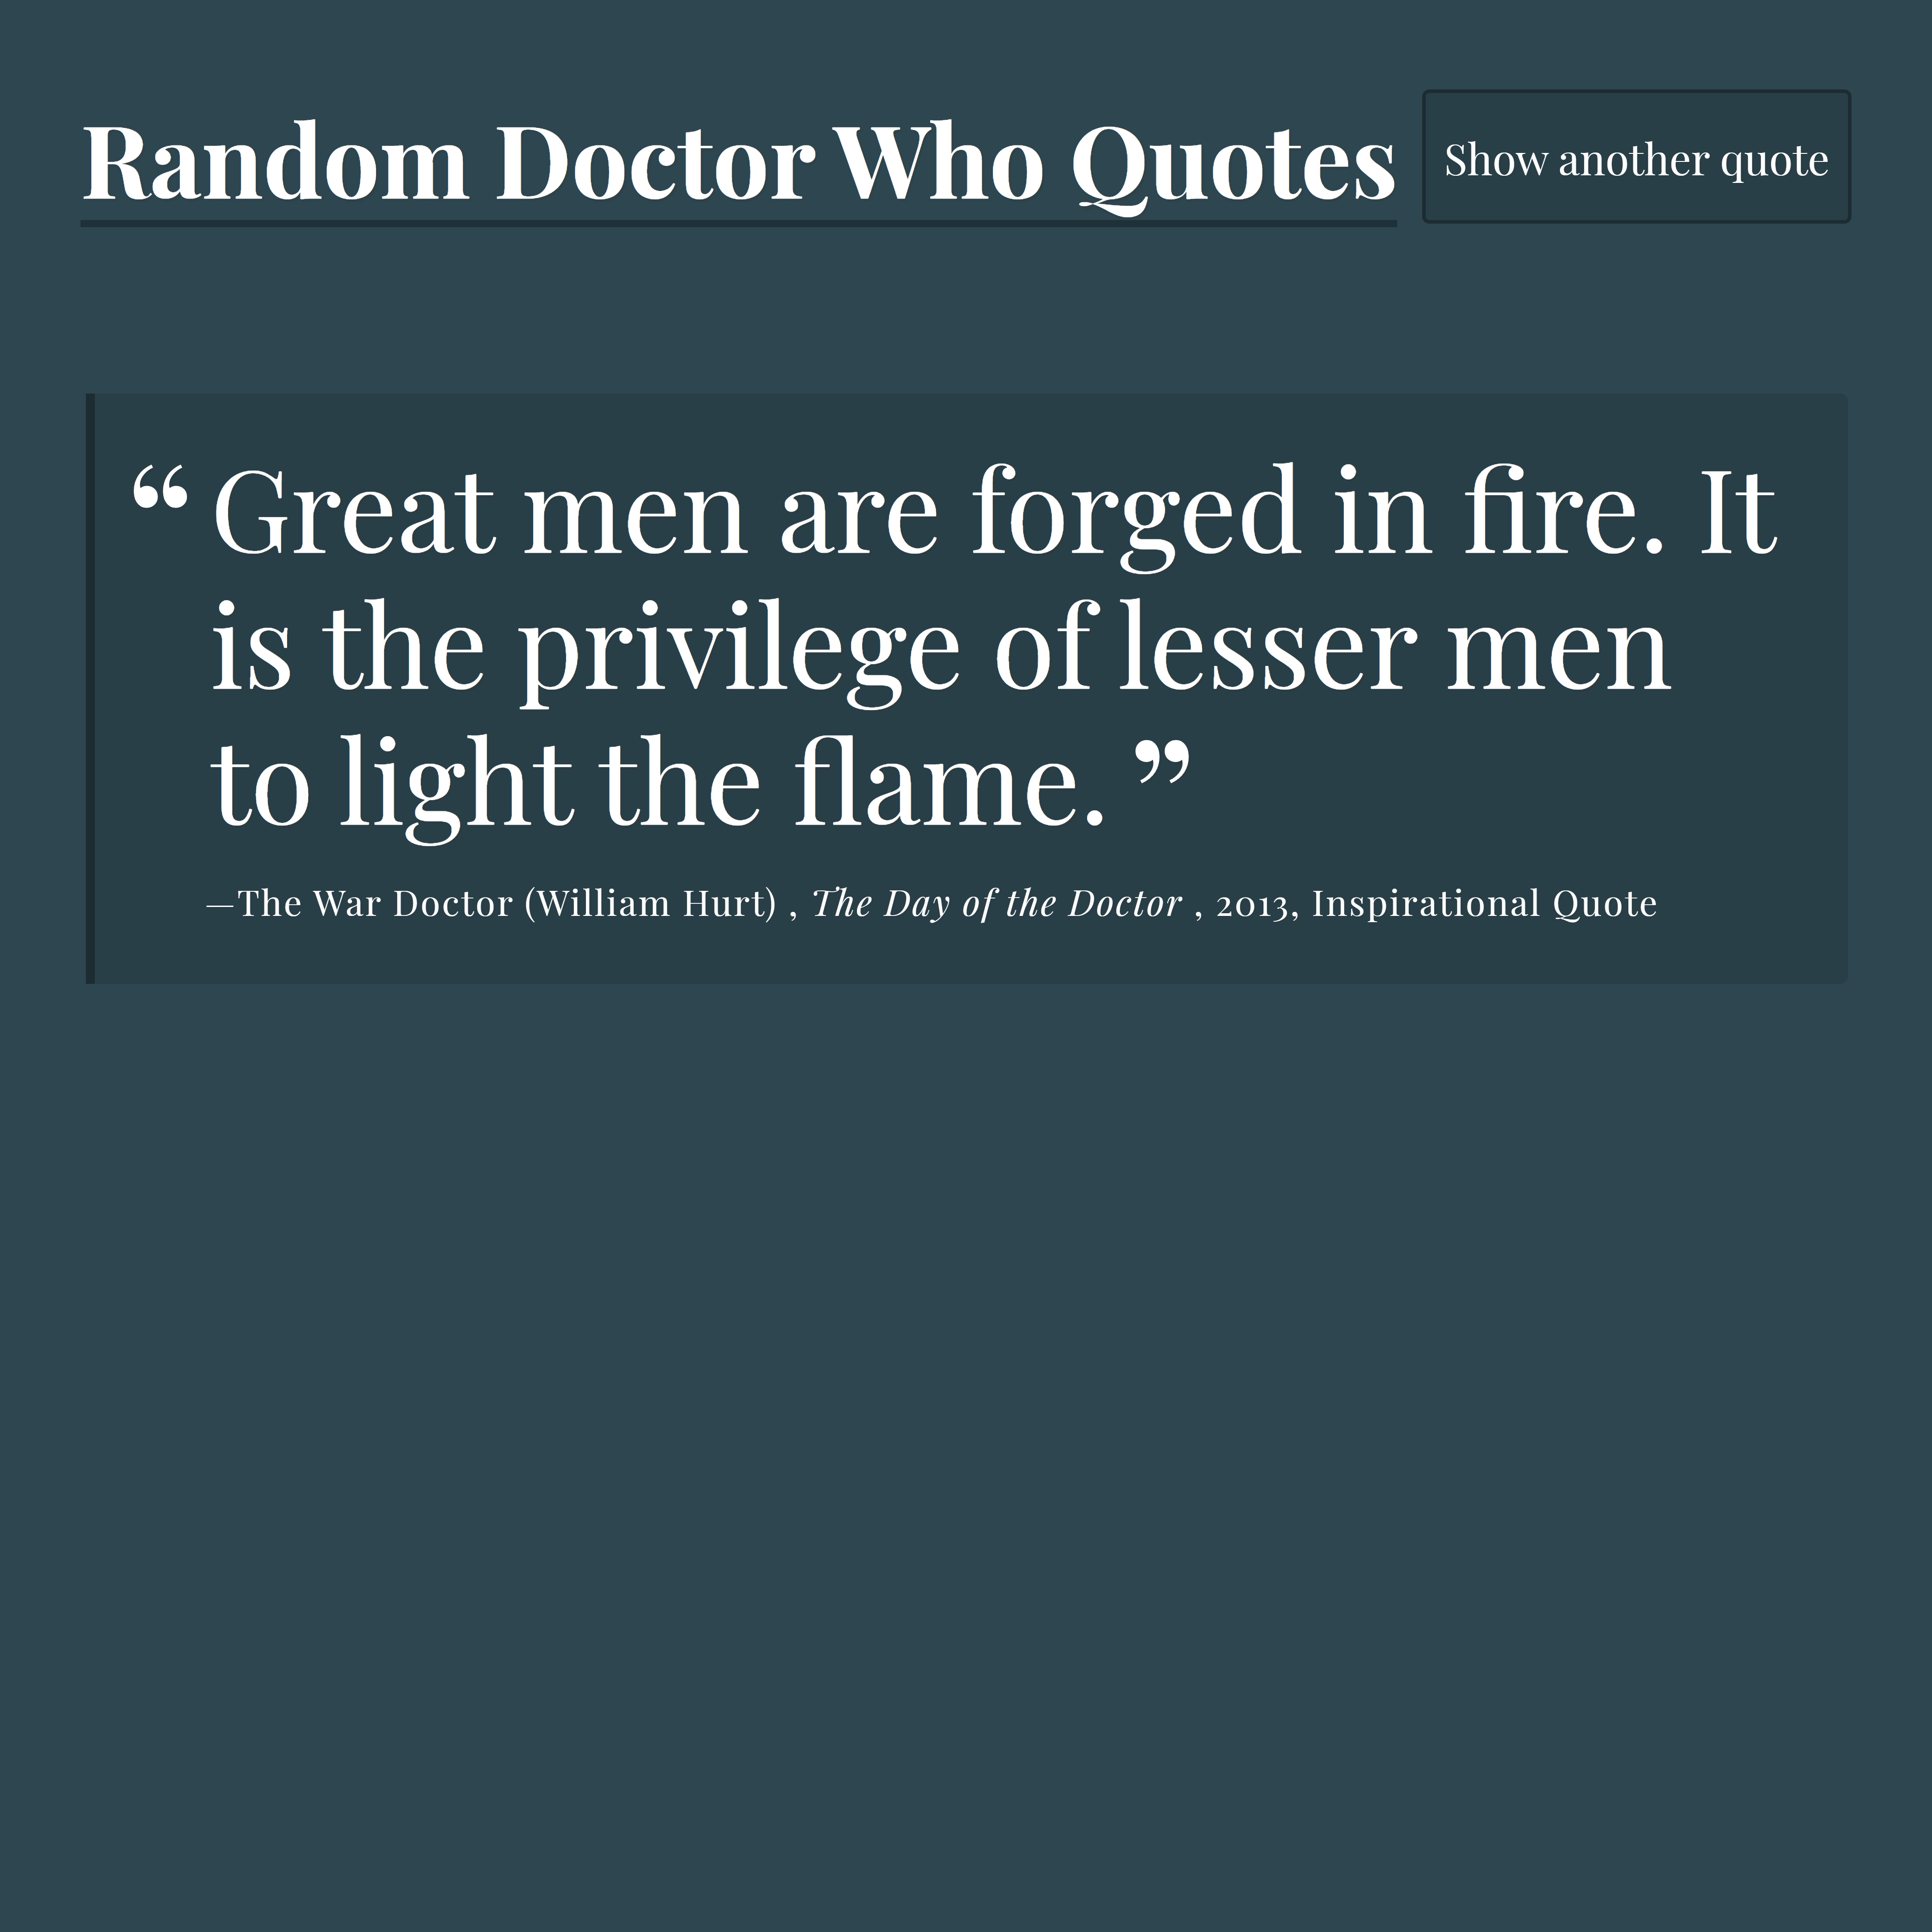 Random Doctor Who Quotes
Show another quote
“Great men are forged in fire. It
is the privilege of lesser men
to light the flame.”
—The War Doctor (William Hurt) , The Day of the Doctor , 2013, Inspirational Quote